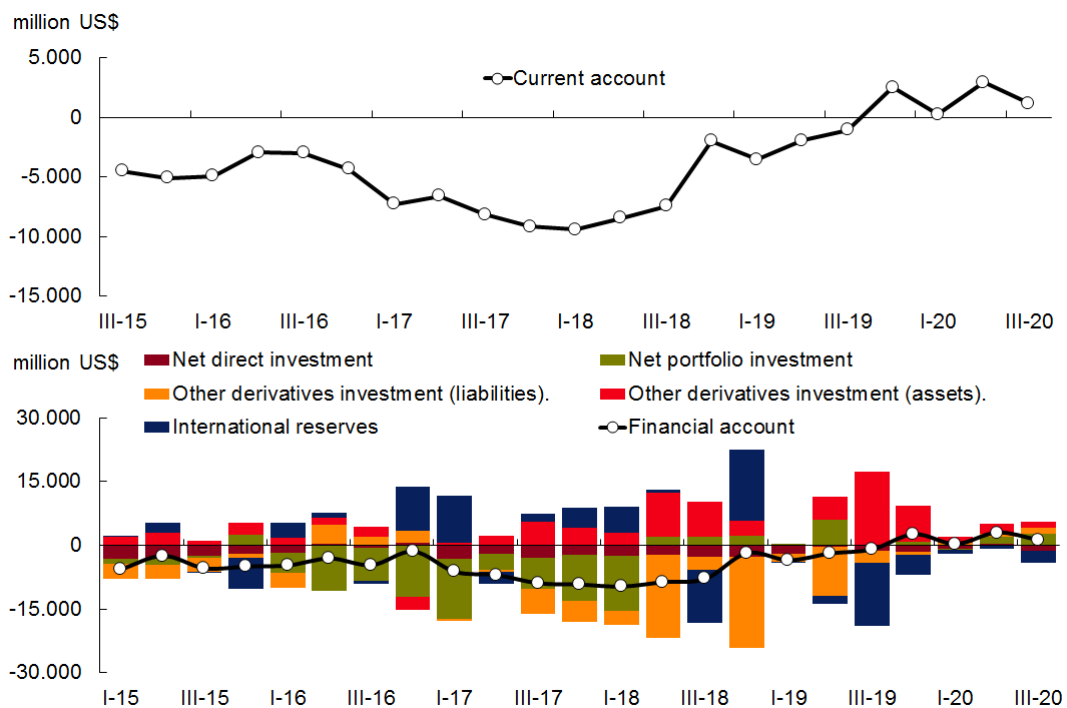 million US$
5.000
Current account
0
-5.000
-10.000
-15.000
III-15 I-16 III-16 I-17 III-17 I-18 III-18 I-19 III-19 I-20 III-20
million US$
Net direct investment Net portfolio investment
Other derivatives investment (liabilities). Other derivatives investment (assets).
International reserves Financial account
30.000
15.000
0
-15.000
-30.000
I-15 III-15 I-16 III-16 I-17 III-17 I-18 III-18 I-19 III-19 I-20 III-20